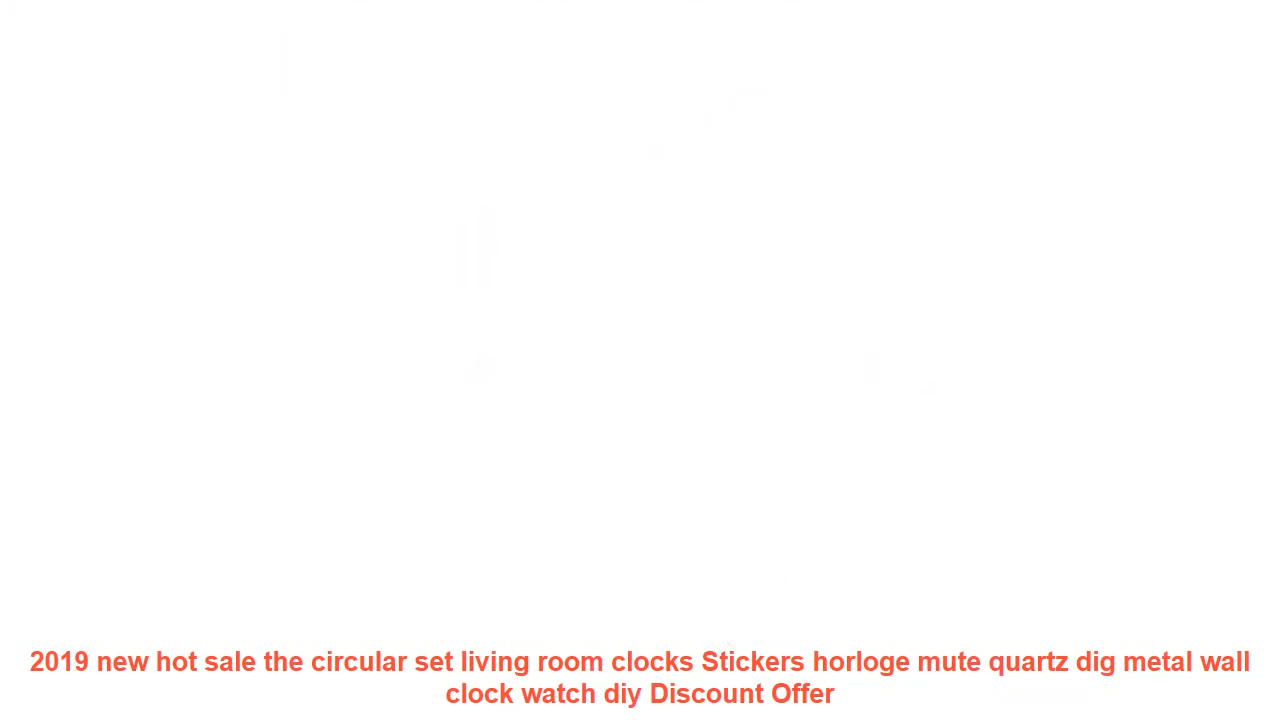 2019 new hot sale the circular set living room clocks Stickers horloge mute quartz dig metal wall
clock watch diy Discount Offer